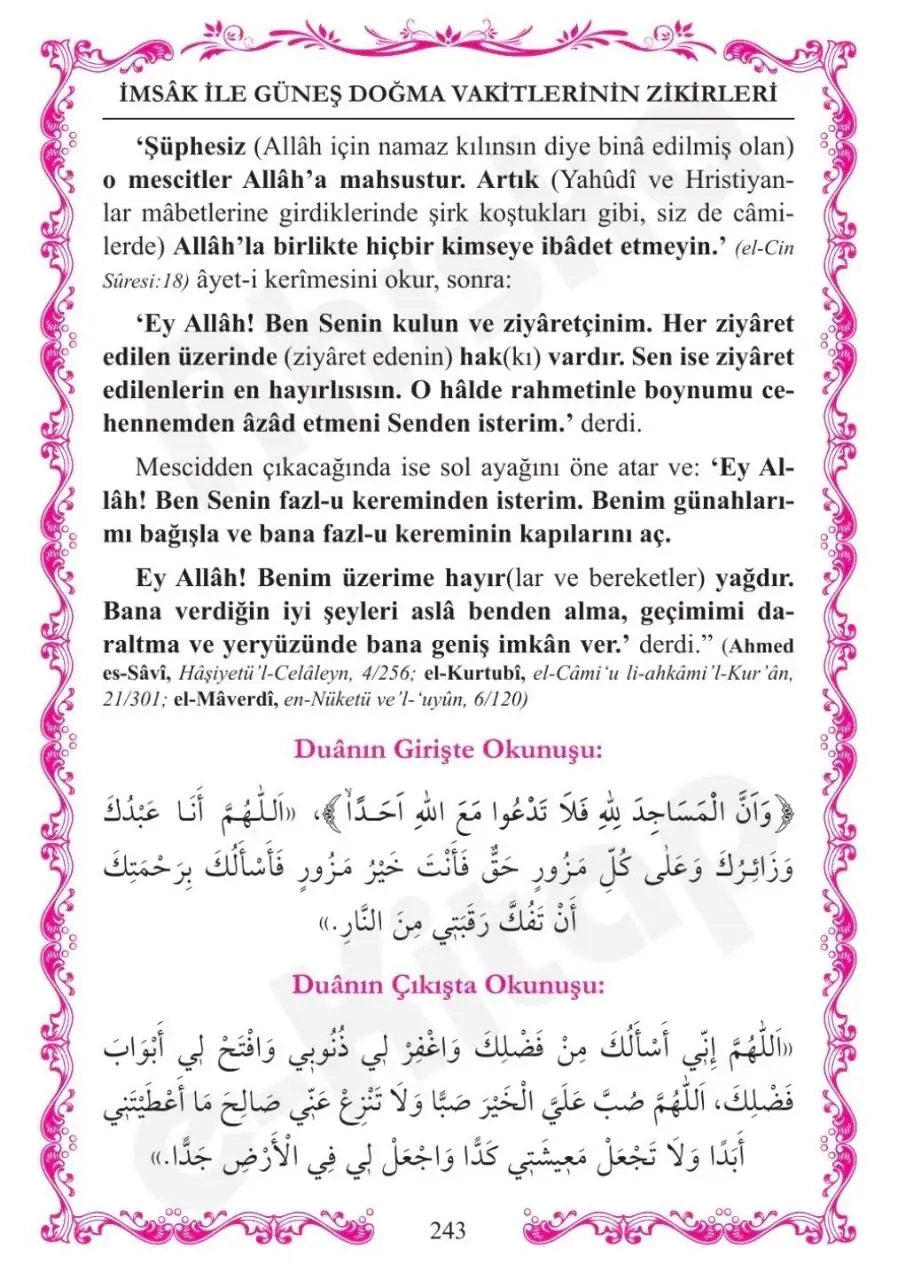 İMSÂK İLE GÜNEŞ DOĞMA VAKİTLERİNİN ZİKİRLERİ
‘Şüphesiz (Allâh için namaz kılınsın diye binâ edilmiş olan)
o mescitler Allâh’a mahsustur. Artık (Yahûdî ve Hristiyan-
lar mâbetlerine girdiklerinde şirk koştukları gibi, siz de câmi-
lerde) Allâh’la birlikte hiçbir kimseye ibâdet etmeyin.’ (el-Cin
Sûresi:18) âyet-i kerîmesini okur, sonra:
‘Ey Allâh! Ben Senin kulun ve ziyâretçinim. Her ziyâret
edilen üzerinde (ziyâret edenin) hak(kı) vardır. Sen ise ziyâret
edilenlerin en hayırlısısın. O hâlde rahmetinle boynumu ce-
hennemden âzâd etmeni Senden isterim.’ derdi.
Mescidden çıkacağında ise sol ayağını öne atar ve: ‘Ey Al-
lâh! Ben Senin fazl-u kereminden isterim. Benim günahları-
mı bağışla ve bana fazl-u kereminin kapılarını aç.
Ey Allâh! Benim üzerime hayır(lar ve bereketler) yağdır.
Bana verdiğin iyi şeyleri aslâ benden alma, geçimimi da-
raltma ve yeryüzünde bana geniş imkân ver.’ derdi.” (Ahmed
es-Sâvî, Hâşiyetü’l-Celâleyn, 4/256; el-Kurtubî, el-Câmi‘u li-ahkâmi’l-Kur’ân,
21/301; el-Mâverdî, en-Nüketü ve’l-‘uyûn, 6/120)
Duânın Girişte Okunuşu:
﴿وَاَنَّ الْمَسَاجِدَ لِلّٰهِ فَلَا تَدْعُوا مَعَ اللّٰهِ اَحَدًاۙ﴾، «اَللّٰهُمَّ أَنَا عَبْدُكَ
وَزَائِرُكَ وَعَلٰى كُلِّ مَزُورٍ حَقٌّ فَأَنْتَ خَيْرُ مَزُورٍ فَأَسْأَلُكَ بِرَحْمَتِكَ
أَنْ تَفُكَّ رَقَبَتِي مِنَ النَّارِ.»
Duânın Çıkışta Okunuşu:
«اَللّٰهُمَّ إِنِّي أَسْأَلُكَ مِنْ فَضْلِكَ وَاغْفِرْ لِي ذُنُوبِي وَافْتَحْ لِي أَبْوَابَ
فَضْلِكَ، اَللّٰهُمَّ صُبَّ عَلَيَّ الْخَيْرَ صَبًّا وَلَا تَنْزِعْ عَنِّي صَالِحَ مَا أَعْطَيْتَنِي
أَبَدًا وَلَا تَجْعَلْ مَعِيشَتِي كَدًّا وَاجْعَلْ لِي فِي الْأَرْضِ جَدًّا.»
243